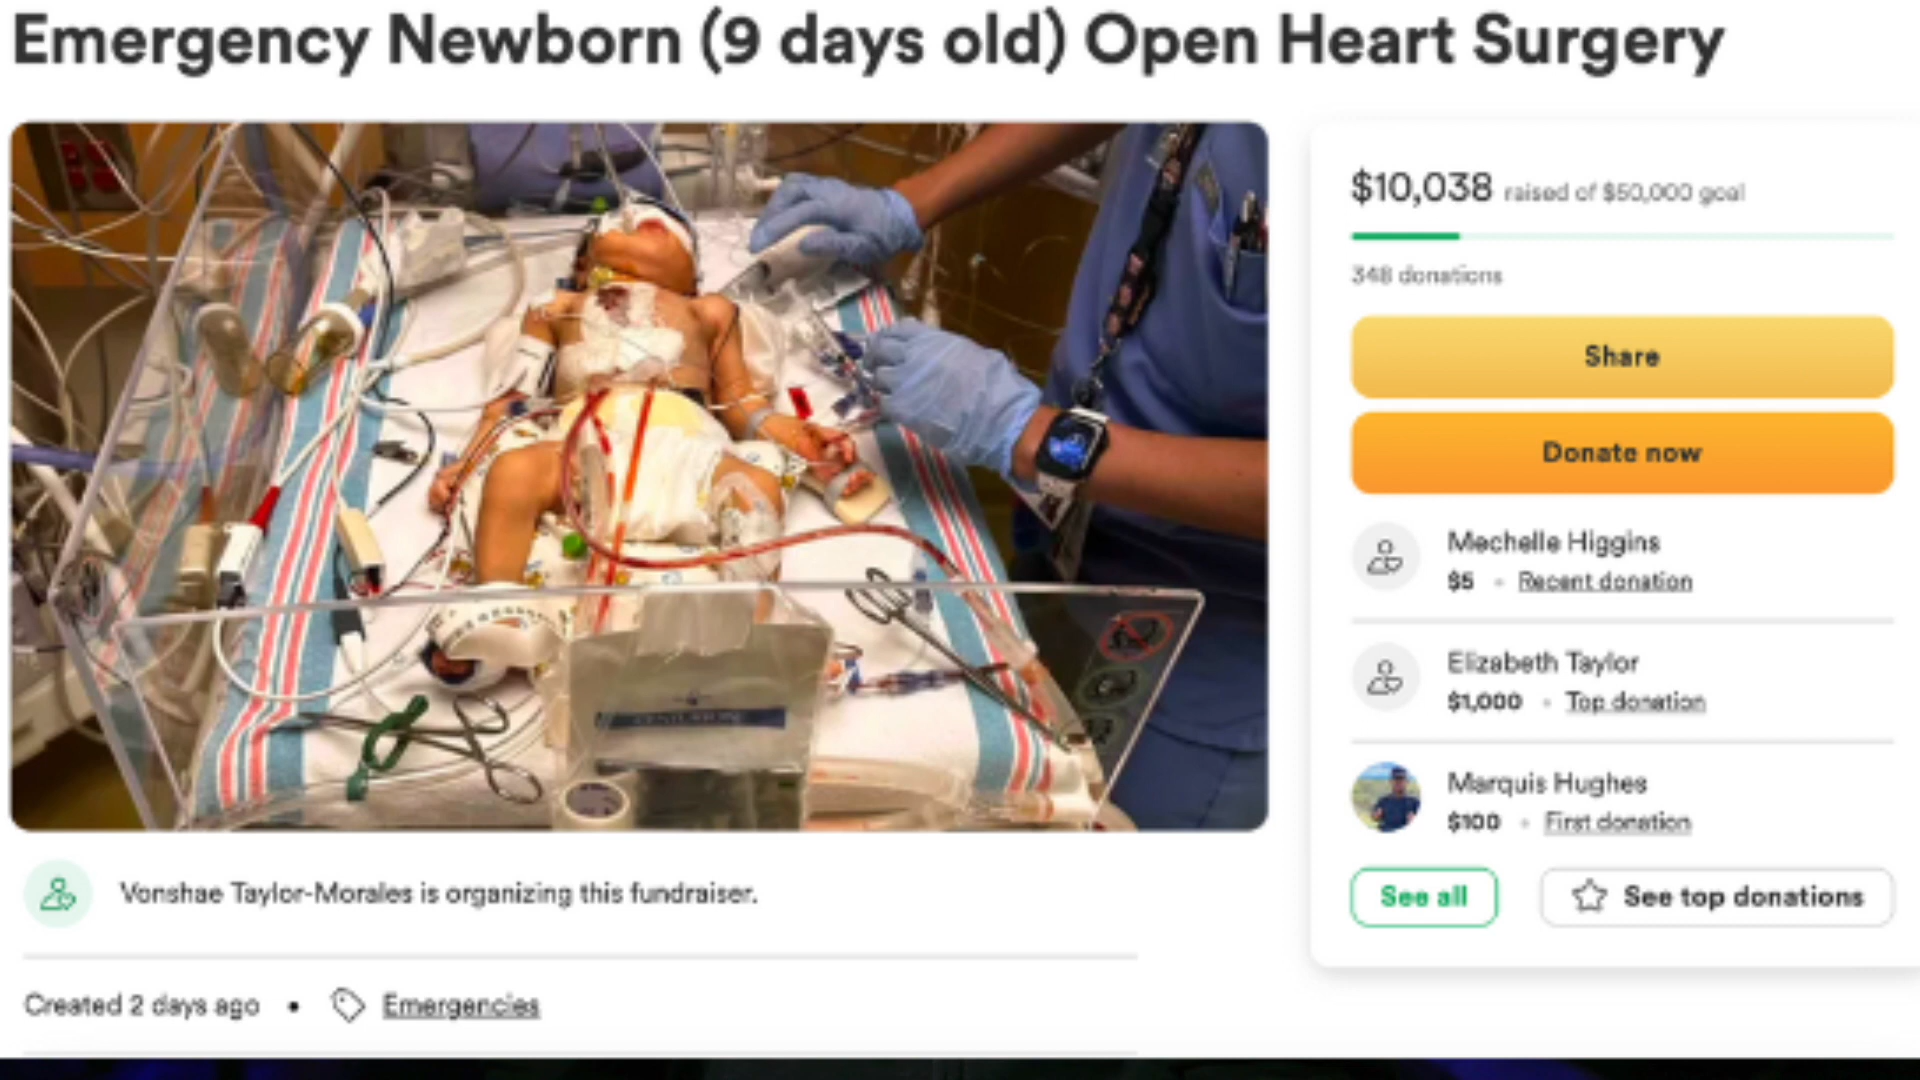 Emergency Newborn (9 days old) Open Heart Surgery
$10,038 raised of $50,000 goal
348 donations
Share
Donate now
Mechelle Higgins
$5 • Recent donation
Elizabeth Taylor
$1,000 • Top donation
Marquis Hughes
$100 • First donation
See all
See top donations
Vonshae Taylor-Morales is organizing this fundraiser.
Created 2 days ago • Emergencies